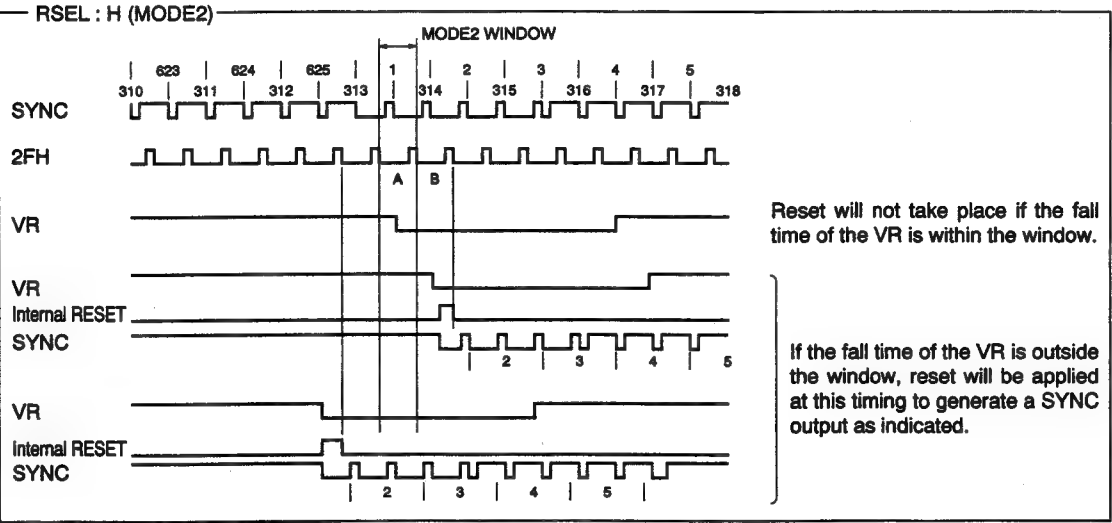 RSEL : H (MODE2)
MODE2 WINDOW
623 624 625 1 2 3 4 5
310 311 312 313 314 315 316 317 318
SYNC
2FH
A B
VR
Reset will not take place if the fall
time of the VR is within the window.
VR
Internal RESET
SYNC
2 3 4 5
If the fall time of the VR is outside
the window, reset will be applied
at this timing to generate a SYNC
output as indicated.
VR
Internal RESET
SYNC
2 3 4 5